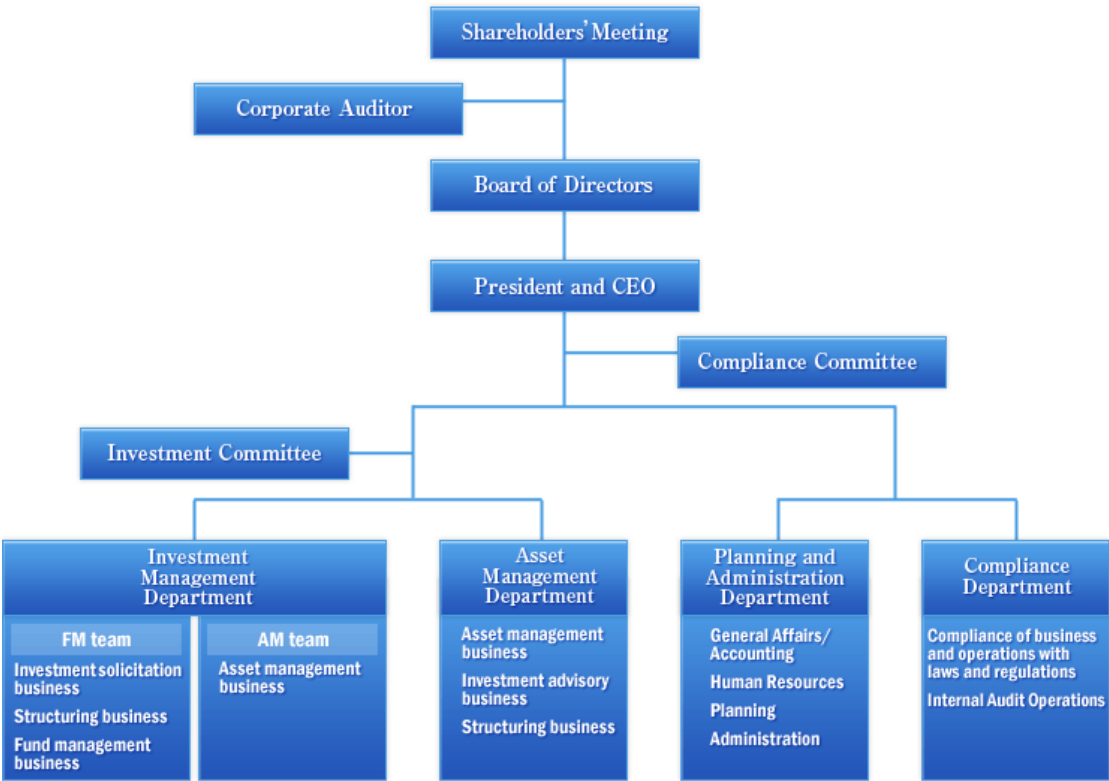 Shareholders' Meeting
Corporate Auditor
Board of Directors
President and CEO
Compliance Committee
Investment Committee
Investment
Management
Department
FM team
Investment solicitation
business
Structuring business
Fund management
business
AM team
Asset management
business
Asset
Management
Department
Asset management
business
Investment advisory
business
Structuring business
Planning and
Administration
Department
General Affairs/
Accounting
Human Resources
Planning
Administration
Compliance
Department
Compliance of business
and operations with
laws and regulations
Internal Audit Operations